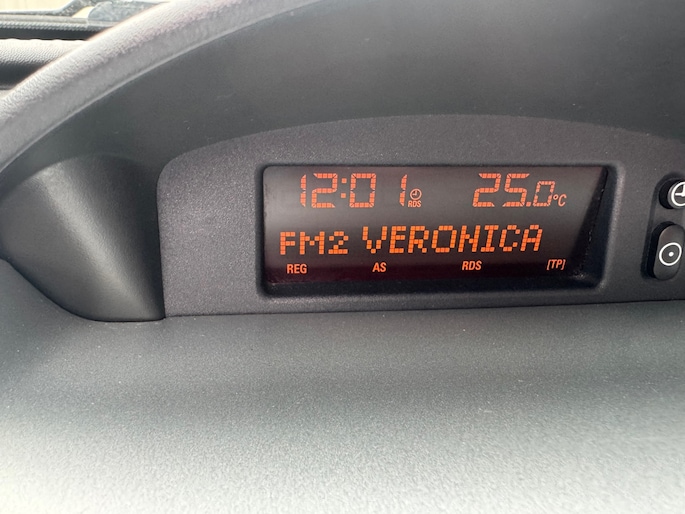 12:01 RDS 25.0°C
FM2 VERONICA
REG AS RDS [TP]